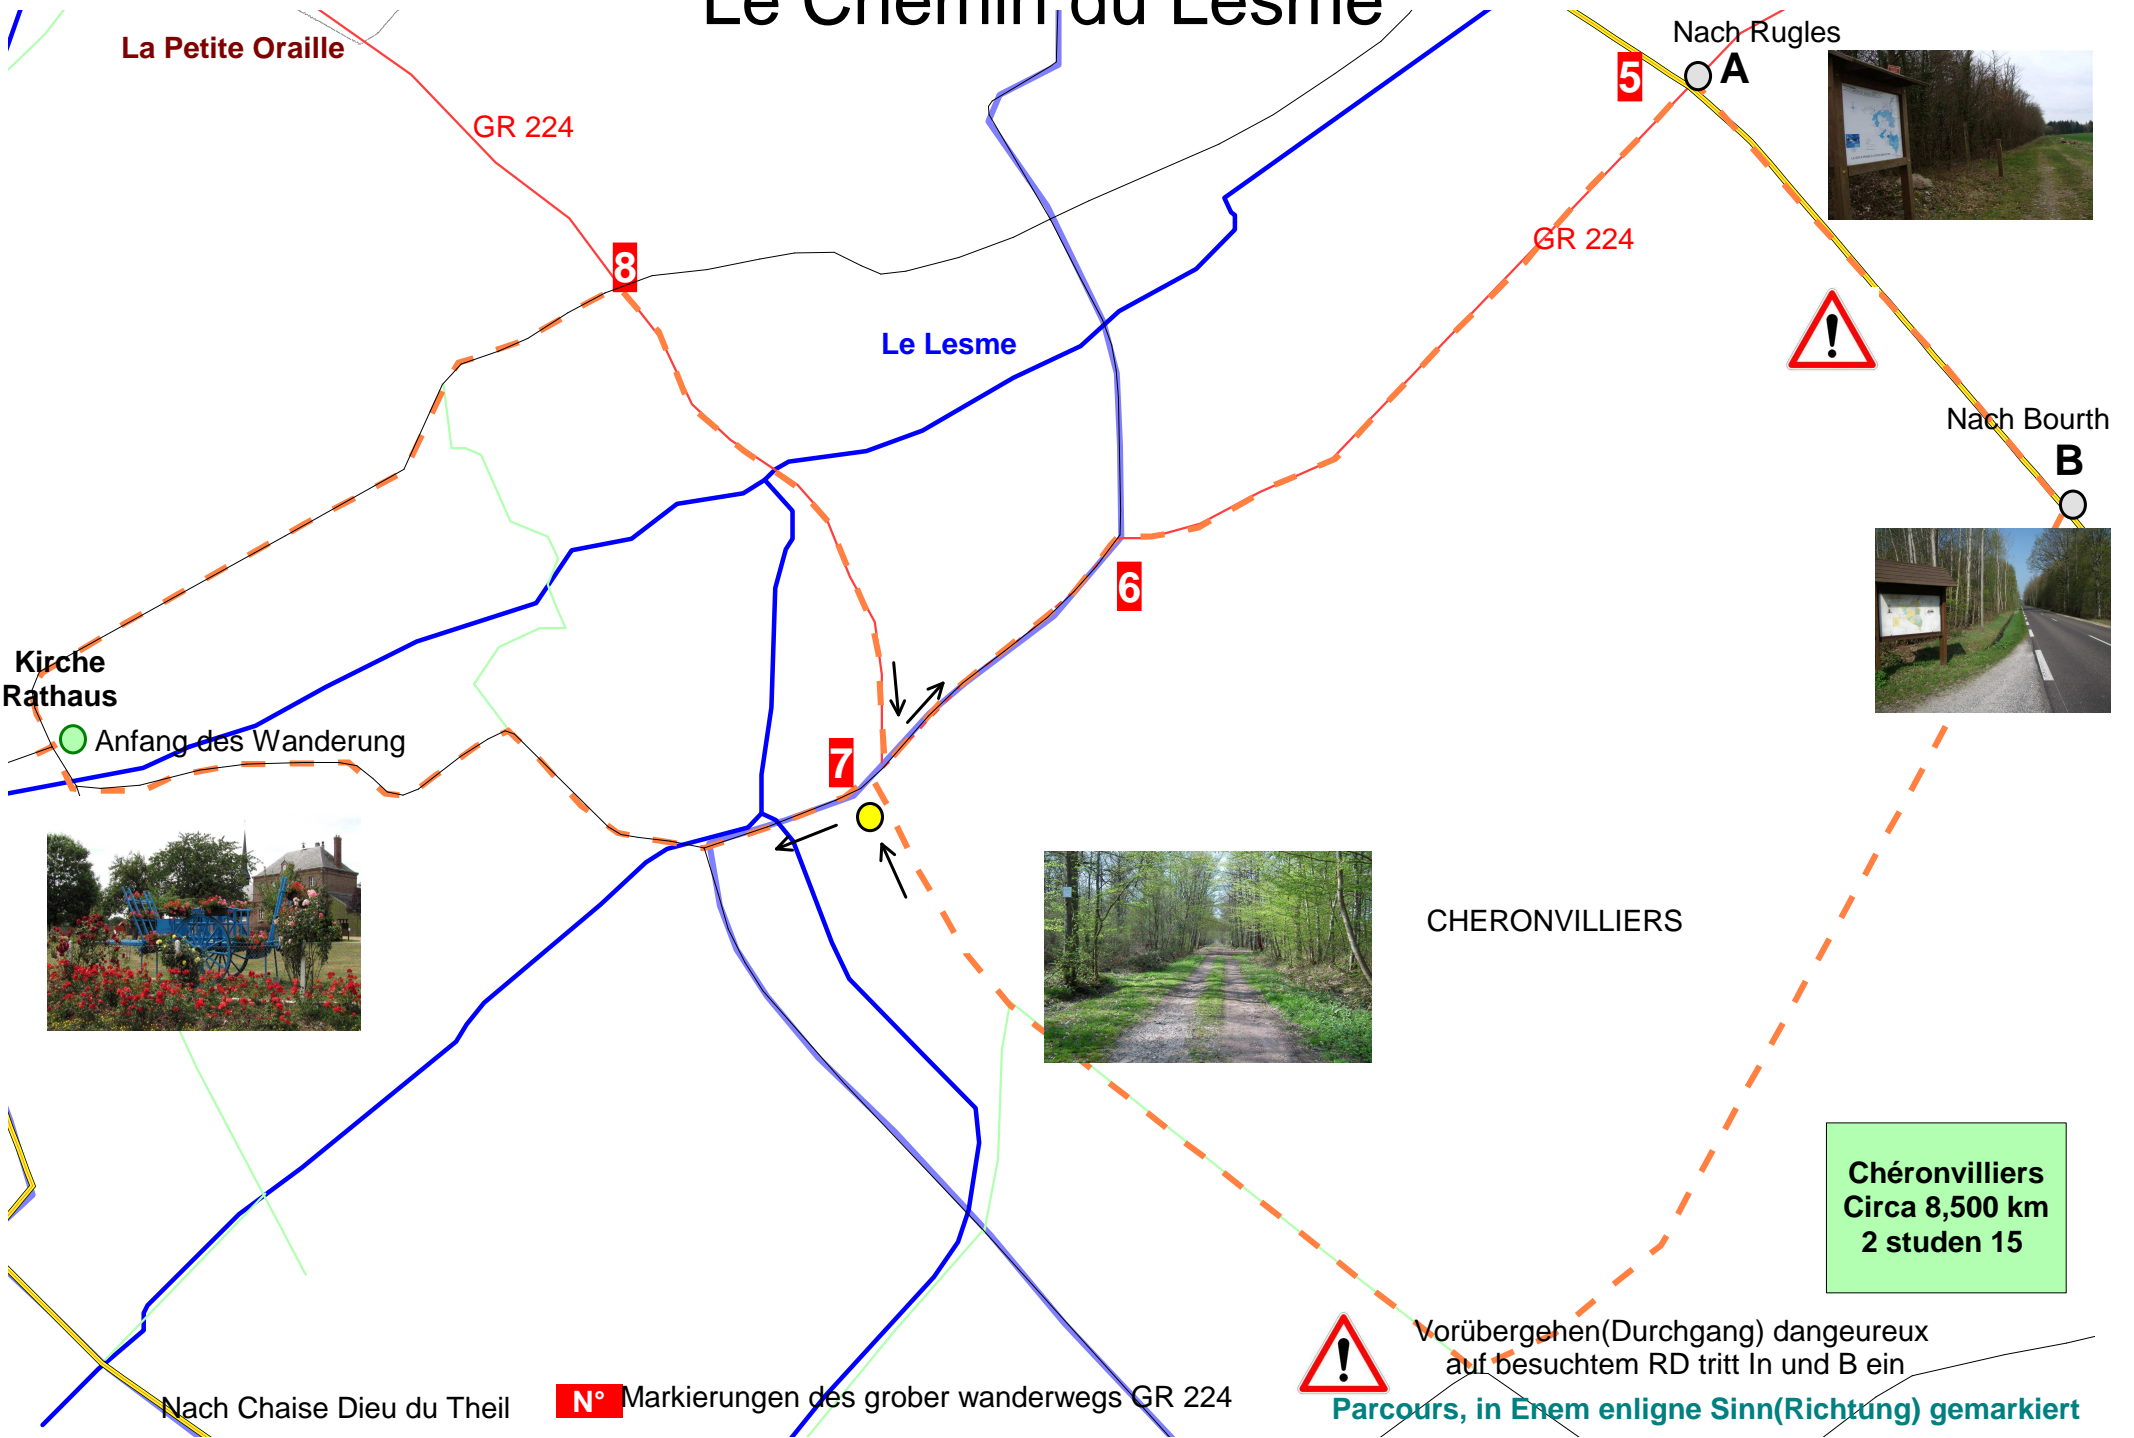 Le Chemin du Lesme
La Petite Oraille
Nach Rugles
5
A
GR 224
GR 224
8
Le Lesme
Nach Bourth
B
6
Kirche
Rathaus
Anfang des Wanderung
7
CHERONVILLIERS
Chéronvilliers
Circa 8,500 km
2 studen 15
Vorübergehen(Durchgang) dangeureux
auf besuchtem RD tritt In und B ein
Nach Chaise Dieu du Theil
N° Markierungen des grober wanderwegs GR 224
Parcours, in Enem enligne Sinn(Richtung) gemarkiert